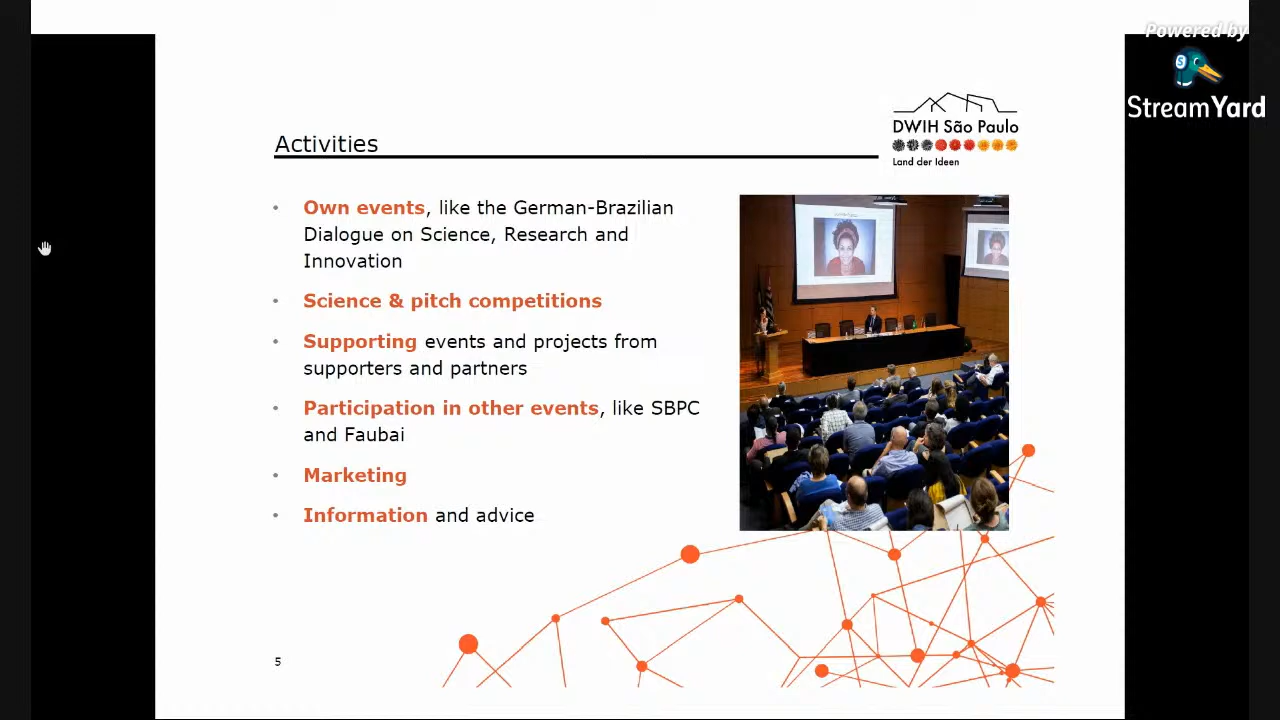 Powered by
StreamYard
DWIH São Paulo
Land der Ideen
Activities
• Own events, like the German-Brazilian
Dialogue on Science, Research and
Innovation
• Science & pitch competitions
• Supporting events and projects from
supporters and partners
• Participation in other events, like SBPC
and Faubai
• Marketing
• Information and advice
5